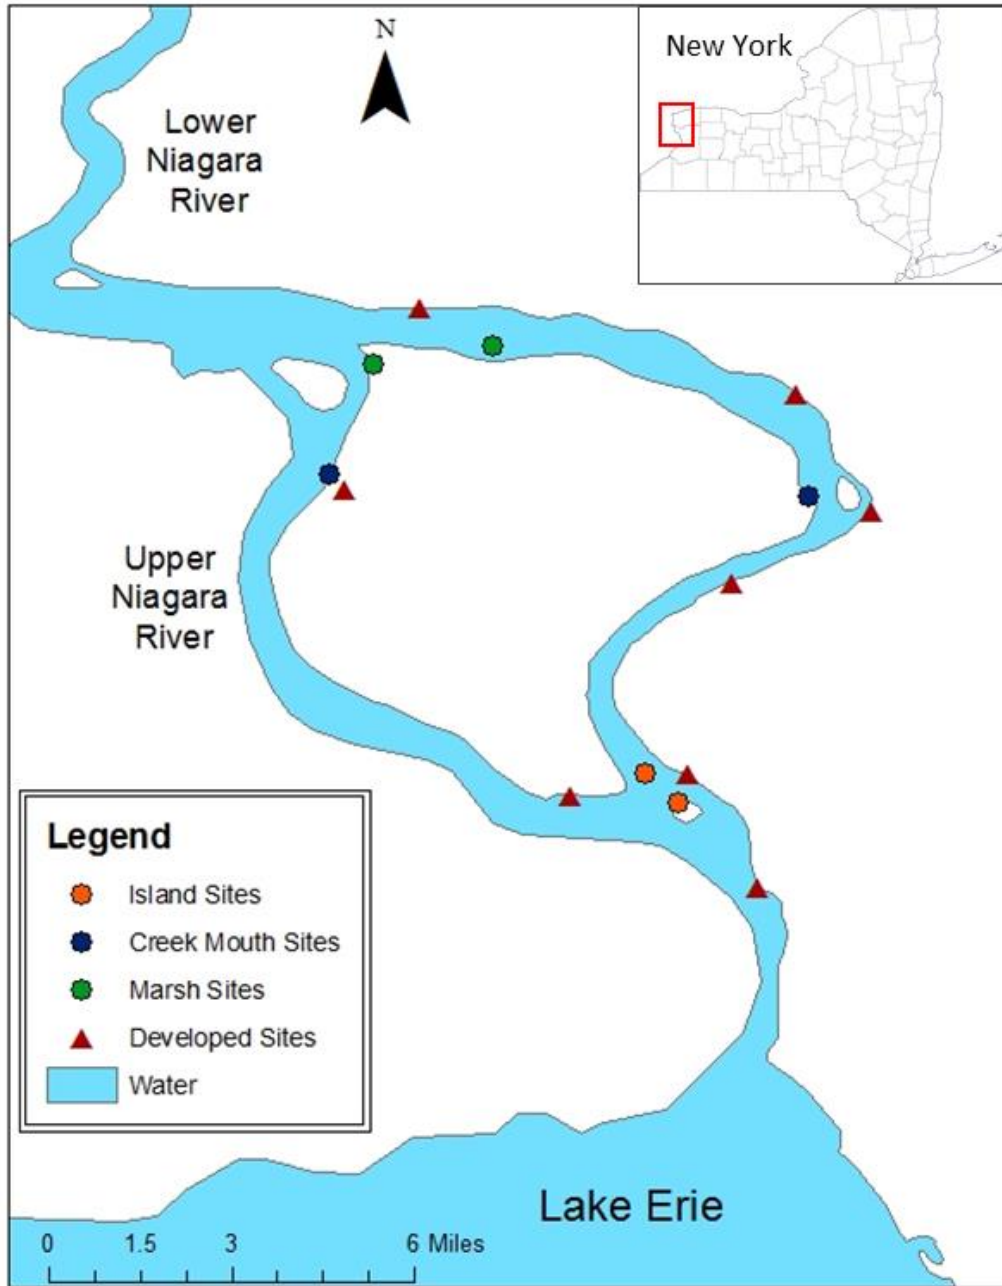 N
New York
Lower
Niagara
River
Upper
Niagara
River
Legend
Island Sites
Creek Mouth Sites
Marsh Sites
Developed Sites
Water
Lake Erie
0 1.5 3 6 Miles